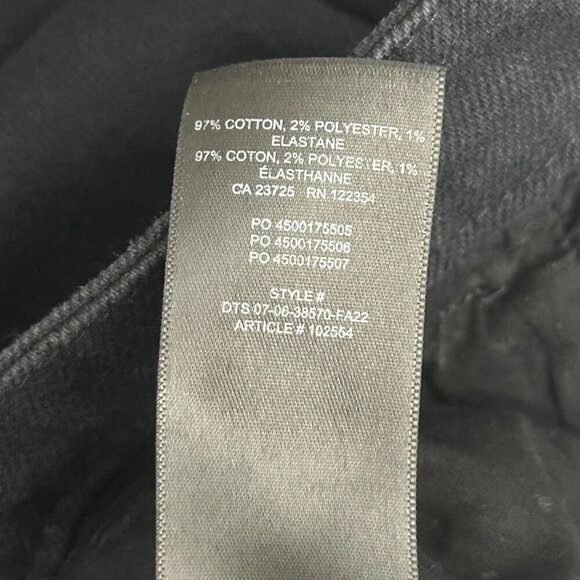 97% COTTON, 2% POLYESTER, 1%
ELASTANE
97% COTON, 2% POLYESTER, 1%
ÉLASTHANNE
CA 23725 RN 122354
PO 4500175505
PO 4500175506
PO 4500175507
STYLE #
DTS 07-06-38570-FA22
ARTICLE # 102554